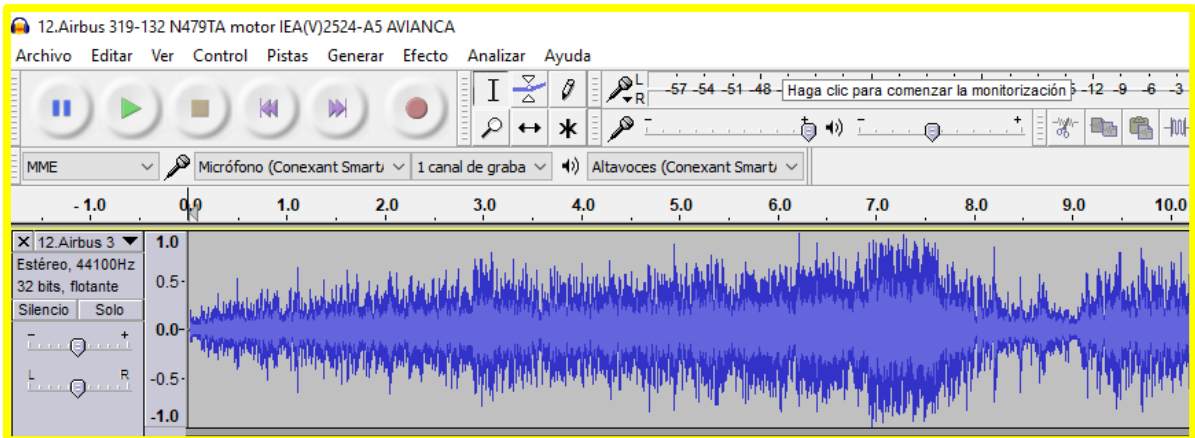 12.Airbus 319-132 N479TA motor IEA(V)2524-A5 AVIANCA
Archivo Editar Ver Control Pistas Generar Efecto Analizar Ayuda
L
R
-57 -54 -51 -48 - Haga clic para comenzar la monitorización -12 -9 -6 -3
- +
- +
MME Micrófono (Conexant Smart 1 canal de graba Altavoces (Conexant Smart
- 1.0 0.0 1.0 2.0 3.0 4.0 5.0 6.0 7.0 8.0 9.0 10.0
X 12.Airbus 3 1.0
Estéreo, 44100Hz
32 bits, flotante 0.5-
Silencio Solo
- + 0.0-
L R -0.5-
-1.0